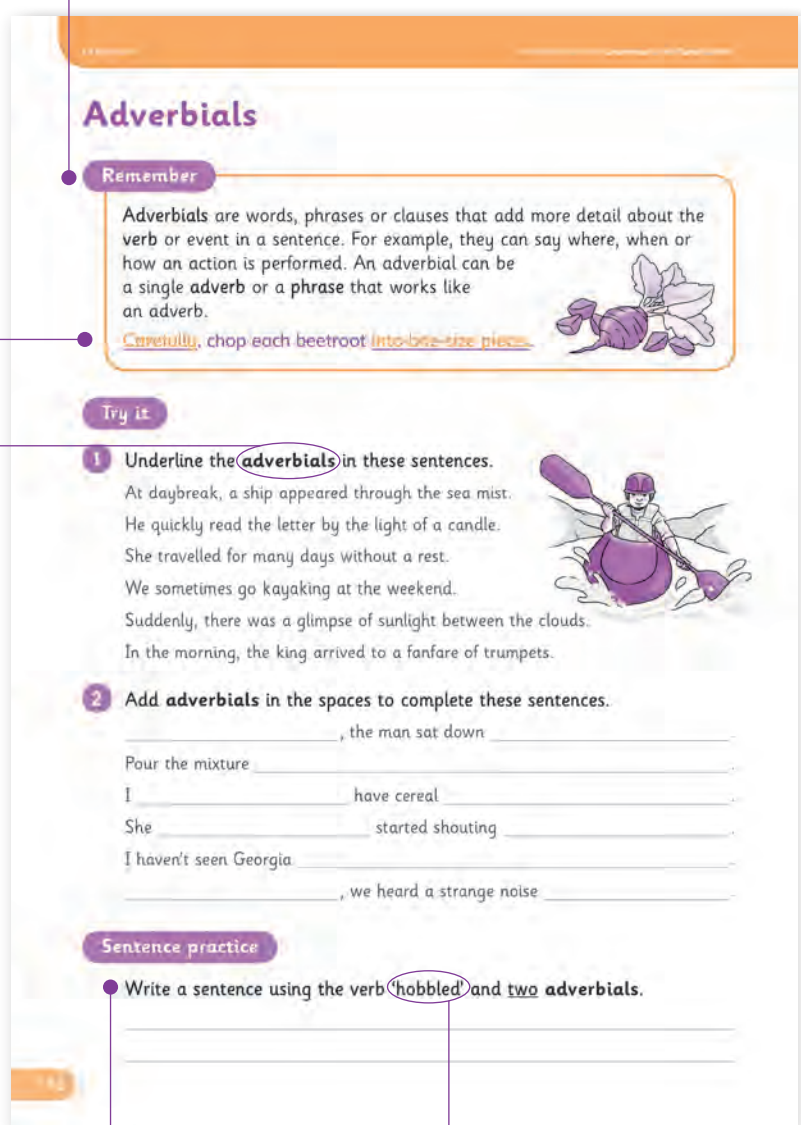 Adverbials
Remember
Adverbials are words, phrases or clauses that add more detail about the
verb or event in a sentence. For example, they can say where, when or
how an action is performed. An adverbial can be
a single adverb or a phrase that works like
an adverb.
Carefully, chop each beetroot into bite-size pieces.
Try it
1 Underline the adverbials in these sentences.
At daybreak, a ship appeared through the sea mist.
He quickly read the letter by the light of a candle.
She travelled for many days without a rest.
We sometimes go kayaking at the weekend.
Suddenly, there was a glimpse of sunlight between the clouds.
In the morning, the king arrived to a fanfare of trumpets.
2 Add adverbials in the spaces to complete these sentences.
, the man sat down .
Pour the mixture .
I have cereal .
She started shouting .
I haven't seen Georgia .
, we heard a strange noise .
Sentence practice
Write a sentence using the verb 'hobbled' and two adverbials.